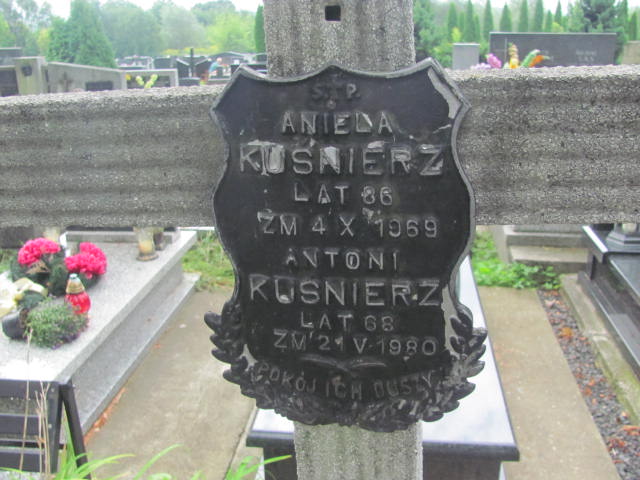 Ś.†P.
ANIELA
KUŚNIERZ
LAT 86
ZM 4 X 1969
ANTONI
KUŚNIERZ
LAT 68
ZM 21 V 1980
POKÓJ ICH DUSZY